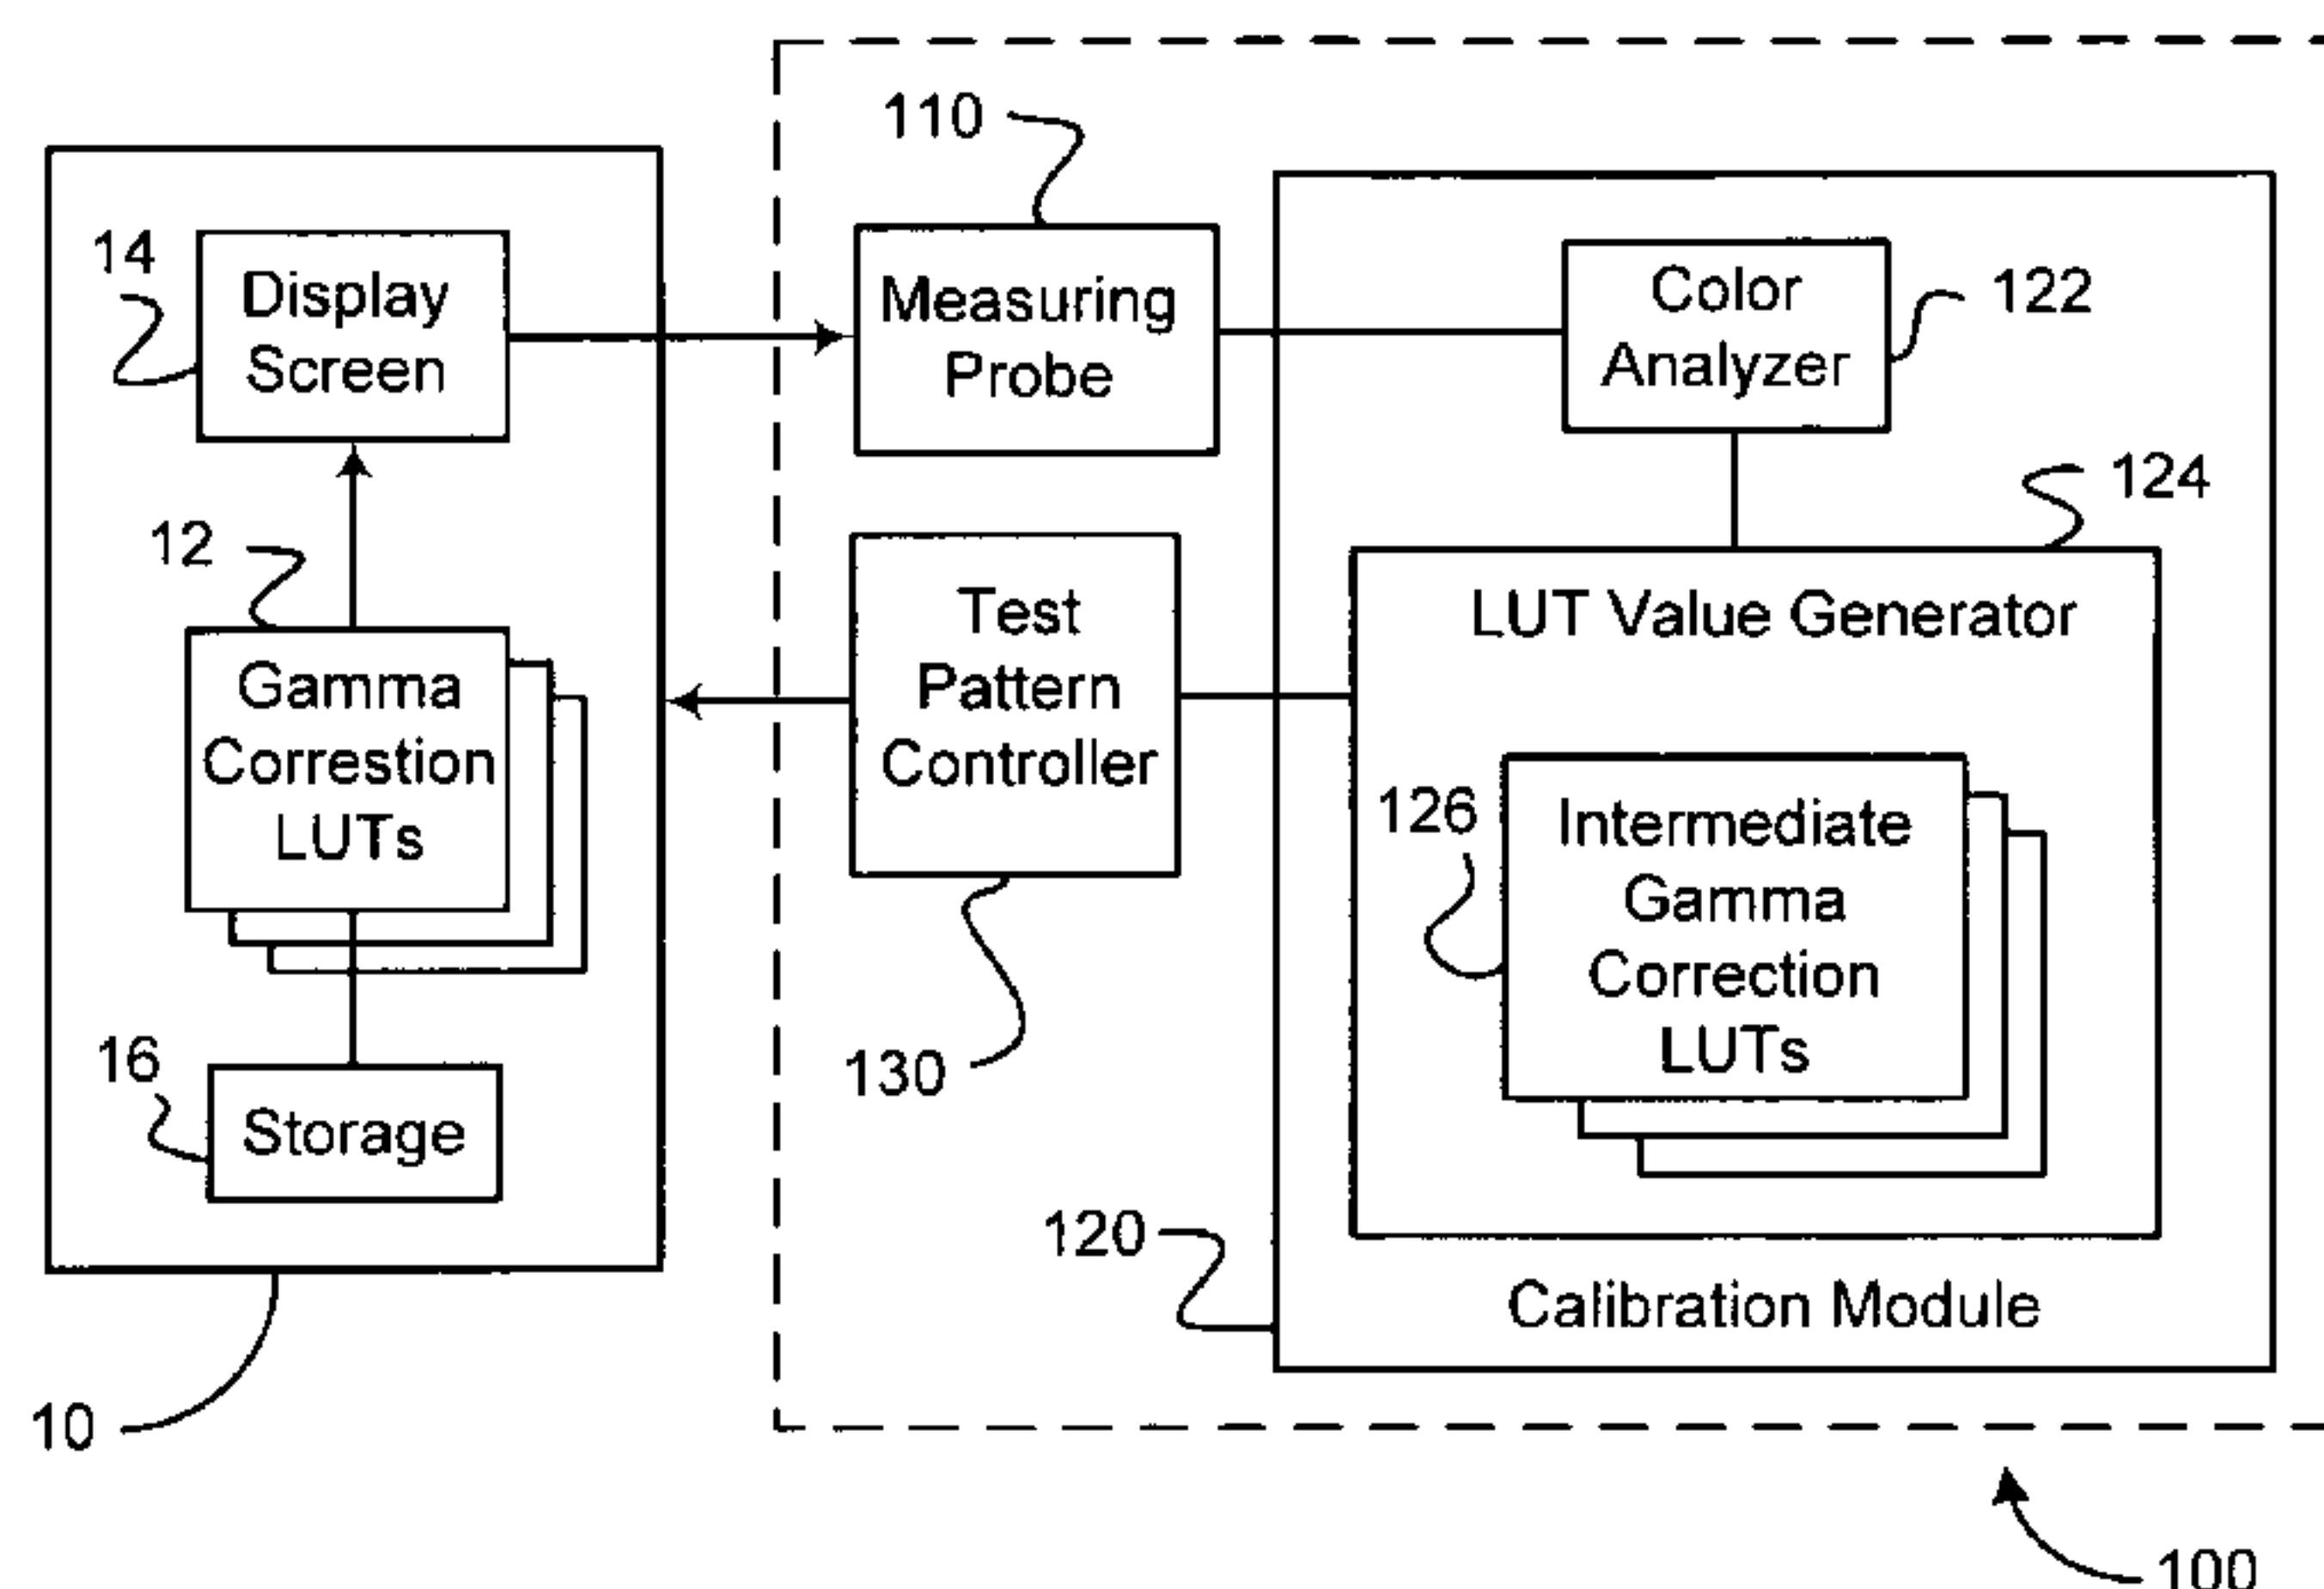 110
14
Display
Screen
Measuring
Probe
Color
Analyzer
122
124
12
Gamma
Correstion
LUTs
Test
Pattern
Controller
LUT Value Generator
126
Intermediate
Gamma
Correction
LUTs
16
Storage
130
120
Calibration Module
10
100